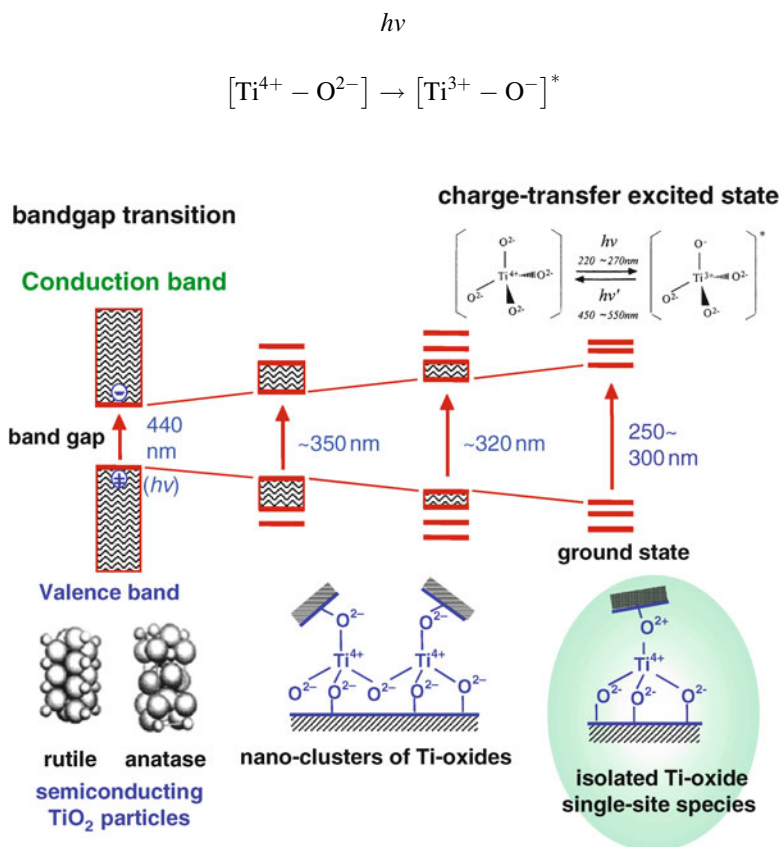 hν
[Ti⁴⁺ − O²⁻] → [Ti³⁺ − O⁻]*
bandgap transition
charge-transfer excited state
O²⁻
Ti⁴⁺
O²⁻
O²⁻
O²⁻
hν
220 ~270nm
hν'
450 ~550nm
O⁻
Ti³⁺
O²⁻
O²⁻
O²⁻
*
Conduction band
⊖
band gap
440
nm
(hν)
⊕
~350 nm
~320 nm
250~
300 nm
ground state
Valence band
rutile anatase
semiconducting
TiO₂ particles
O²⁻ O²⁻
Ti⁴⁺ Ti⁴⁺
O²⁻ O²⁻ O²⁻ O²⁻ O²⁻
nano-clusters of Ti-oxides
O²⁺
Ti⁴⁺
O²⁻ O²⁻ O²⁻
isolated Ti-oxide
single-site species